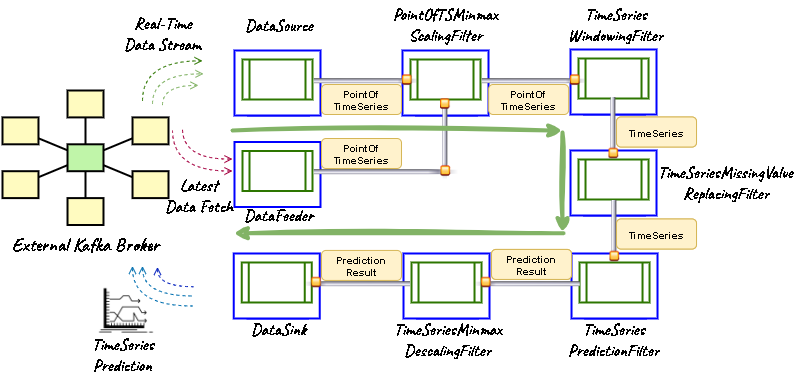 Real-Time
Data Stream
DataSource
PointOfTSMinmax
ScalingFilter
TimeSeries
WindowingFilter
PointOf
TimeSeries
PointOf
TimeSeries
TimeSeries
PointOf
TimeSeries
Latest
Data Fetch
DataFeeder
TimeSeriesMissingValue
ReplacingFilter
External Kafka Broker
TimeSeries
Prediction
Result
Prediction
Result
DataSink
TimeSeriesMinmax
DescalingFilter
TimeSeries
PredictionFilter
TimeSeries
Prediction